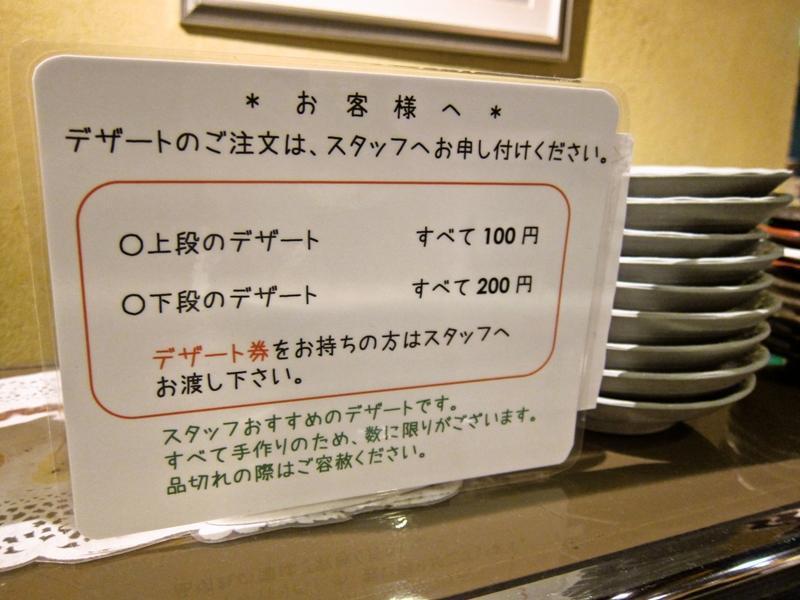 * お客様へ *
デザートのご注文は、スタッフへお申し付けください。
○上段のデザート すべて100円
○下段のデザート すべて200円
デザート券をお持ちの方はスタッフへ
お渡し下さい。
スタッフおすすめのデザートです。
すべて手作りのため、数に限りがございます。
品切れの際はご容赦ください。